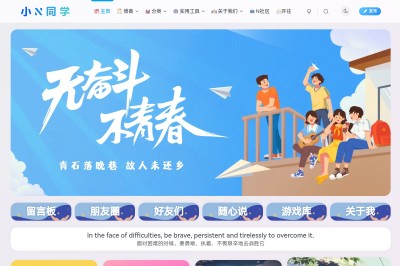 小N同学
主页 博客 分类 实用工具 关于我们 N社区 开往
无奋斗
不青春
青石落晚巷 故人未还乡
留言板 朋友圈 好友们 随心说 游戏库 关于我
In the face of difficulties, be brave, persistent and tirelessly to overcome it.
面对困难的时候，要勇敢、执着、不畏艰辛地去战胜它